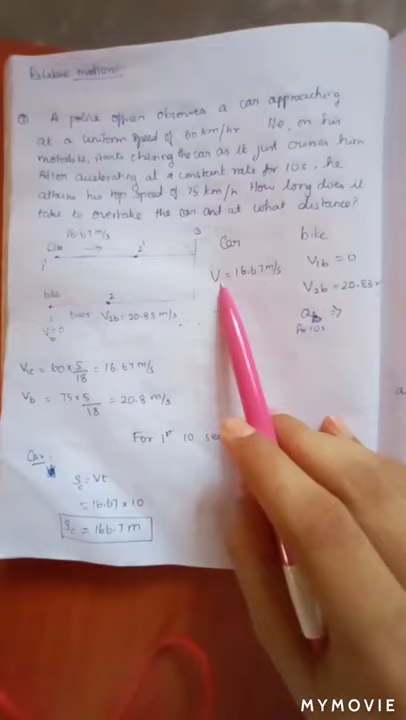 Relative motion
A police officer observes a car approaching
at a uniform speed of 60 km/hr He, on his
motorbike, starts chasing the car as it just crosses him
After accelerating at a constant rate for 10s, he
attains his top speed of 75 km/h How long does it
take to overtake the car and at what distance?
16.67 m/s
Car
1'
2'
3
bike
1
2
V2b = 20.83 m/s
Car
V = 16.67 m/s
bike
V1b = 0
V2b = 20.83 m
For 10s
Vc = 60 x 5/18 = 16.67 m/s
Vb = 75 x 5/18 = 20.8 m/s
For 1st 10 se
Car
Sc = Vt
= 16.67 x 10
Sc = 166.7 m
MYMOVIE